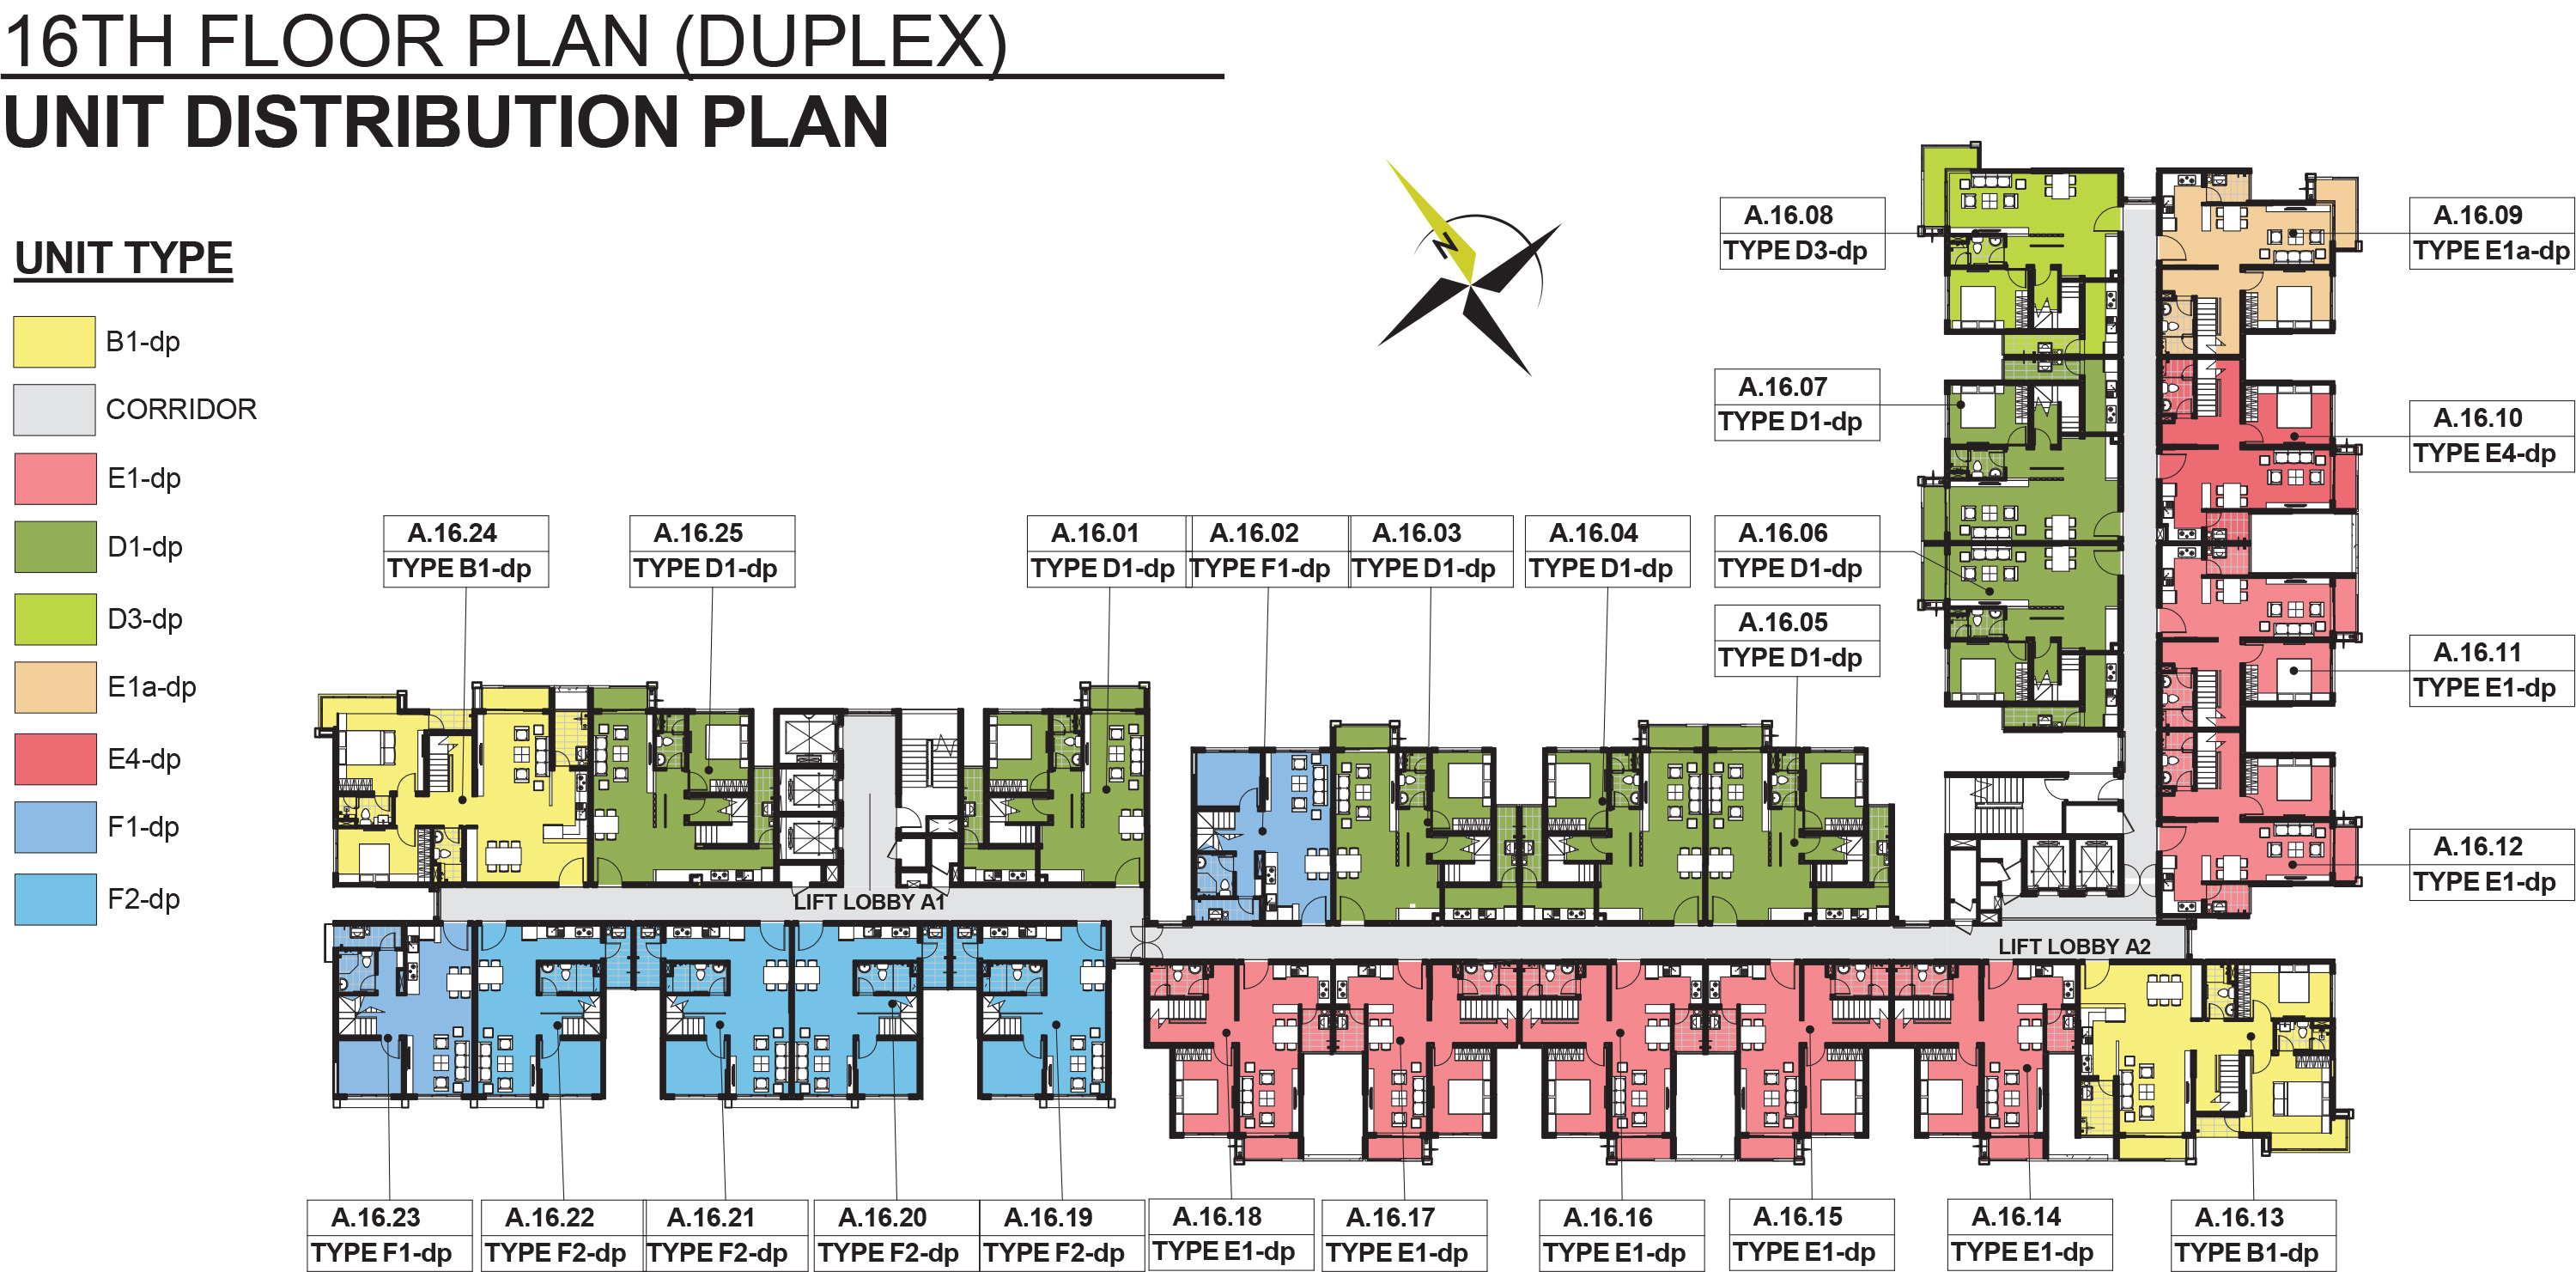 16TH FLOOR PLAN (DUPLEX)
UNIT DISTRIBUTION PLAN
UNIT TYPE
B1-dp
CORRIDOR
E1-dp
D1-dp
D3-dp
E1a-dp
E4-dp
F1-dp
F2-dp
N
A.16.08
TYPE D3-dp
A.16.09
TYPE E1a-dp
A.16.07
TYPE D1-dp
A.16.10
TYPE E4-dp
A.16.24
TYPE B1-dp
A.16.25
TYPE D1-dp
A.16.01
TYPE D1-dp
A.16.02
TYPE F1-dp
A.16.03
TYPE D1-dp
A.16.04
TYPE D1-dp
A.16.06
TYPE D1-dp
A.16.05
TYPE D1-dp
A.16.11
TYPE E1-dp
A.16.12
TYPE E1-dp
LIFT LOBBY A1
LIFT LOBBY A2
A.16.23
TYPE F1-dp
A.16.22
TYPE F2-dp
A.16.21
TYPE F2-dp
A.16.20
TYPE F2-dp
A.16.19
TYPE F2-dp
A.16.18
TYPE E1-dp
A.16.17
TYPE E1-dp
A.16.16
TYPE E1-dp
A.16.15
TYPE E1-dp
A.16.14
TYPE E1-dp
A.16.13
TYPE B1-dp